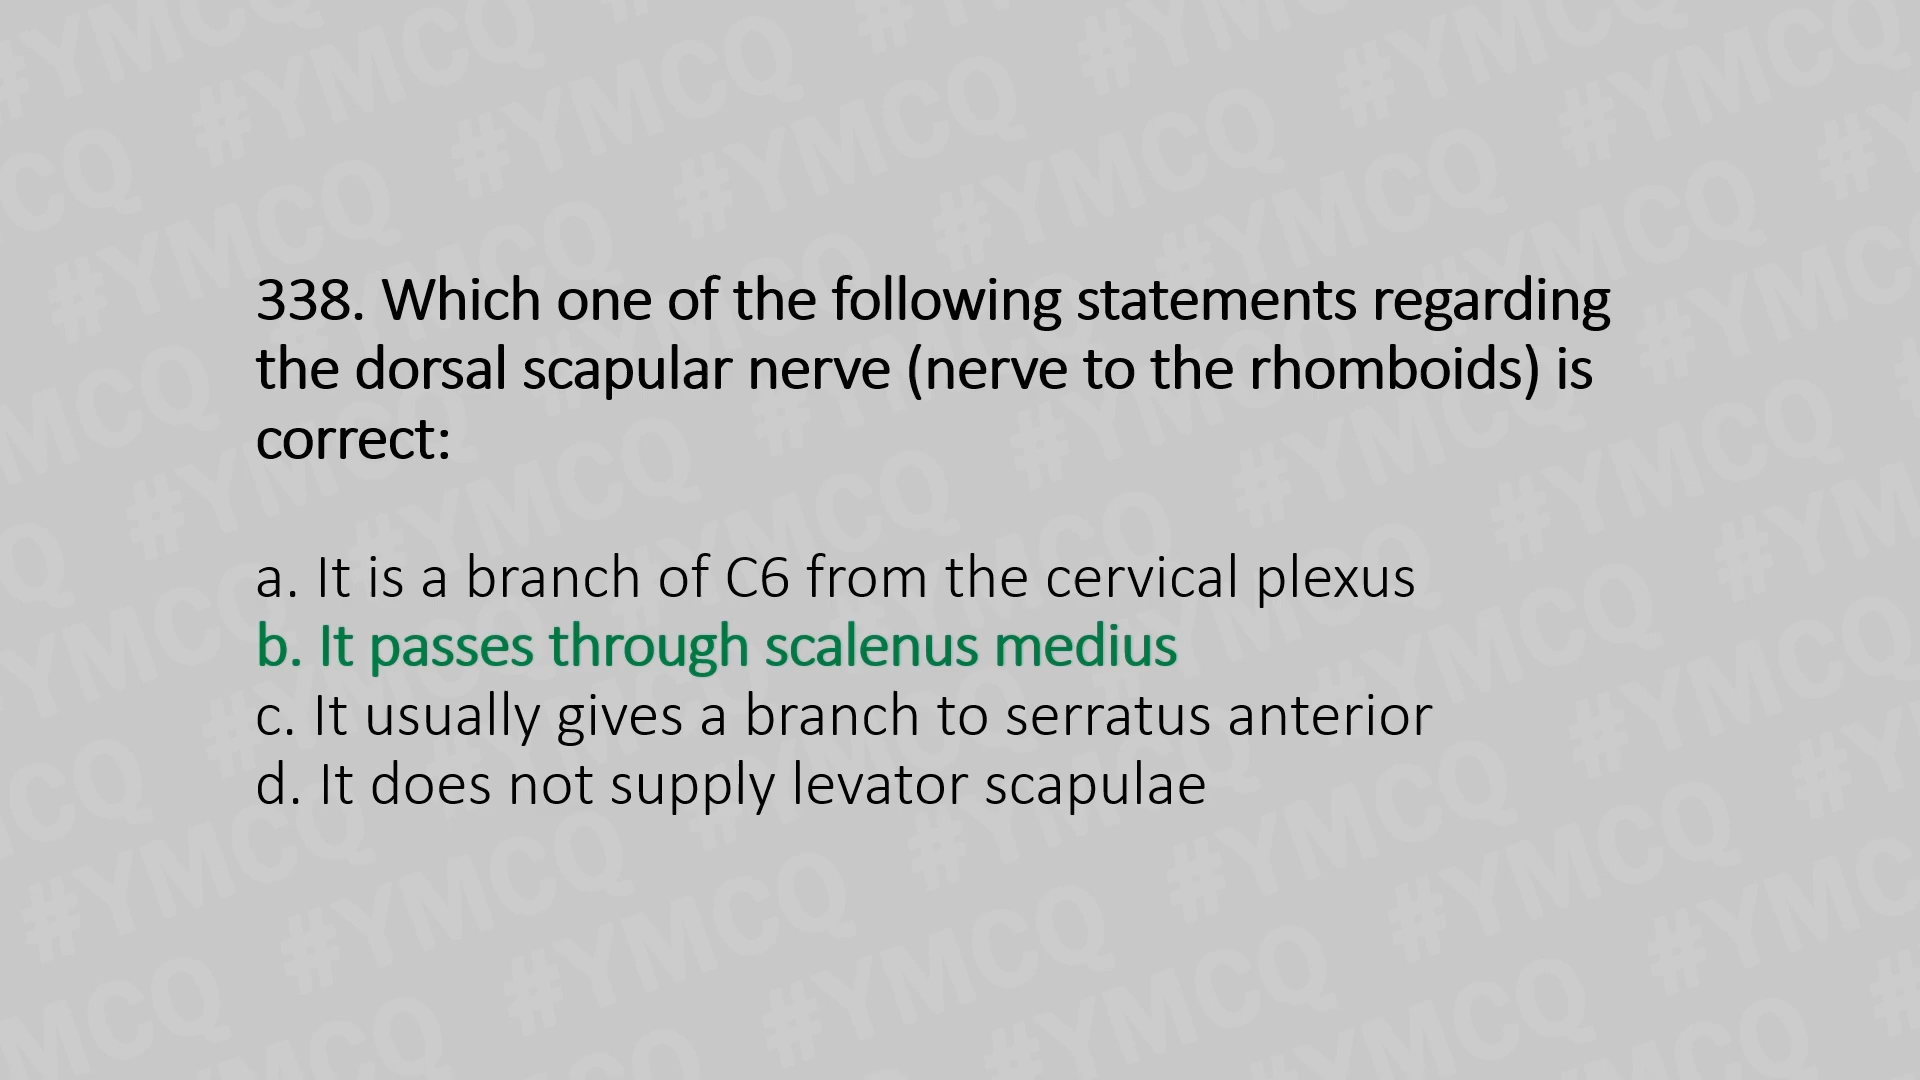 338. Which one of the following statements regarding
the dorsal scapular nerve (nerve to the rhomboids) is
correct:
a. It is a branch of C6 from the cervical plexus
b. It passes through scalenus medius
c. It usually gives a branch to serratus anterior
d. It does not supply levator scapulae
#YMCQ